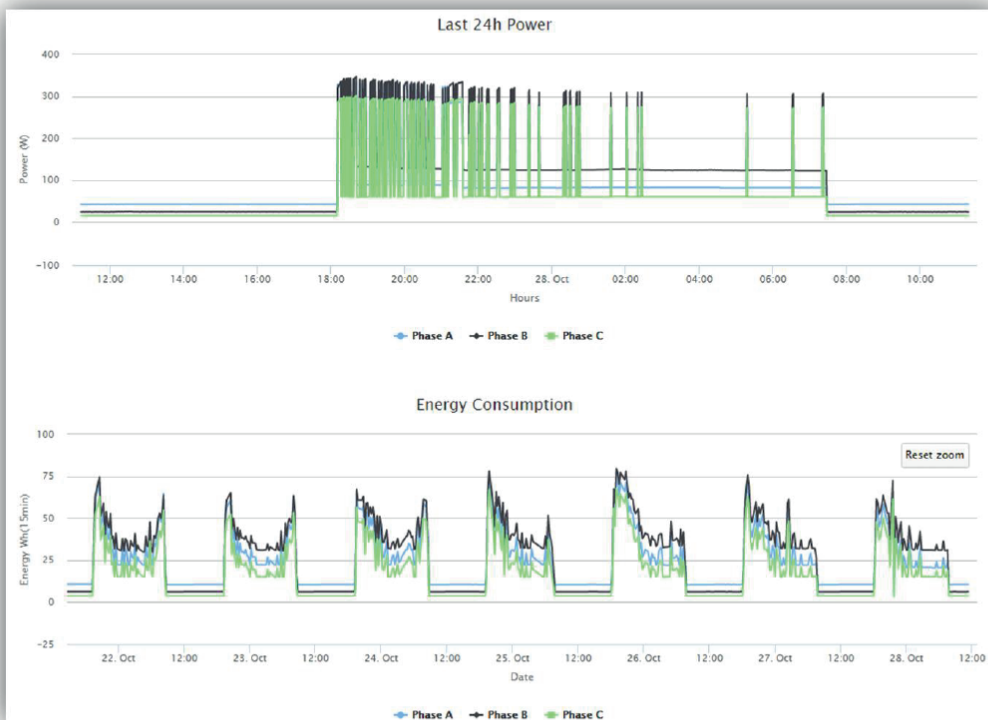 Last 24h Power
400
300
200
100
0
-100
Power (W)
12:00 14:00 16:00 18:00 20:00 22:00 28. Oct 02:00 04:00 06:00 08:00 10:00
Hours
Phase A Phase B Phase C
Energy Consumption
Reset zoom
100
75
50
25
0
-25
Energy Wh(15min)
22. Oct 12:00 23. Oct 12:00 24. Oct 12:00 25. Oct 12:00 26. Oct 12:00 27. Oct 12:00 28. Oct 12:00
Date
Phase A Phase B Phase C